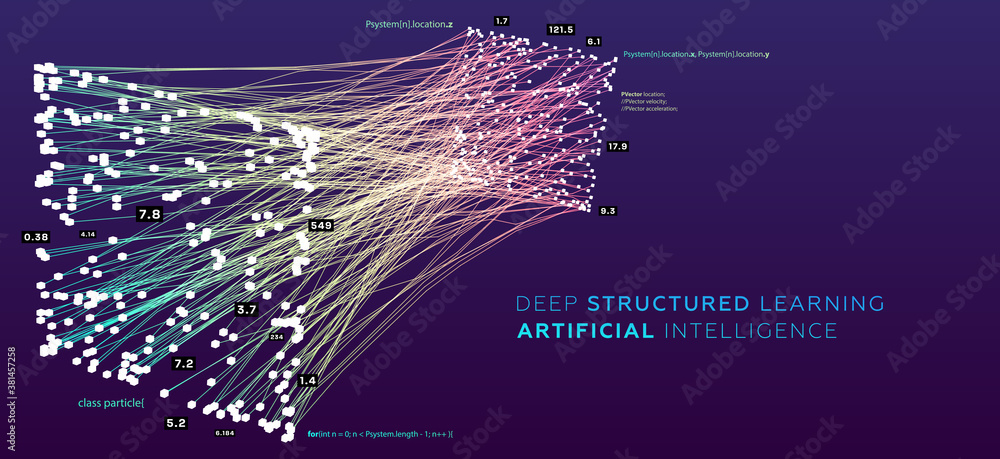 Psystem[n].location.z
1.7
121.5
6.1
Psystem[n].location.x, Psystem[n].location.y
PVector location;
//PVector velocity;
//PVector acceleration;
17.9
9.3
7.8
4.14
0.38
549
3.7
234
7.2
1.4
DEEP STRUCTURED LEARNING
ARTIFICIAL INTELLIGENCE
class particle{
5.2
6.184
for(int n = 0; n < Psystem.length - 1; n++ ){
Adobe Stock | #381457258
Adobe Stock